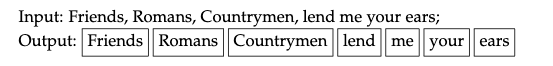 Input: Friends, Romans, Countrymen, lend me your ears;
Output: Friends Romans Countrymen lend me your ears